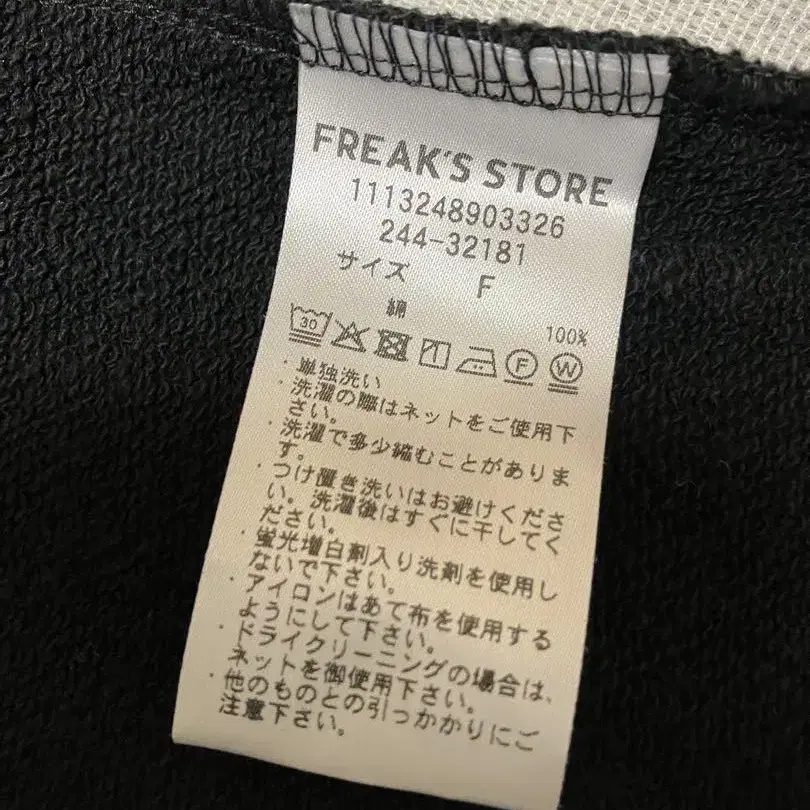 FREAK'S STORE
1113248903326
244-32181
サイズ F
綿 100%
30 F W
・単独洗い
・洗濯の際はネットをご使用下
さい。
・洗濯で多少縮むことがありま
す。
・つけ置き洗いはお避けくださ
い。洗濯後はすぐに干してく
ださい。
・蛍光増白剤入り洗剤を使用し
ないで下さい。
・アイロンはあて布を使用する
ようにして下さい。
・ドライクリーニングの場合は、
ネットを御使用下さい。
・他のものとの引っかかりにご
注意下さい。